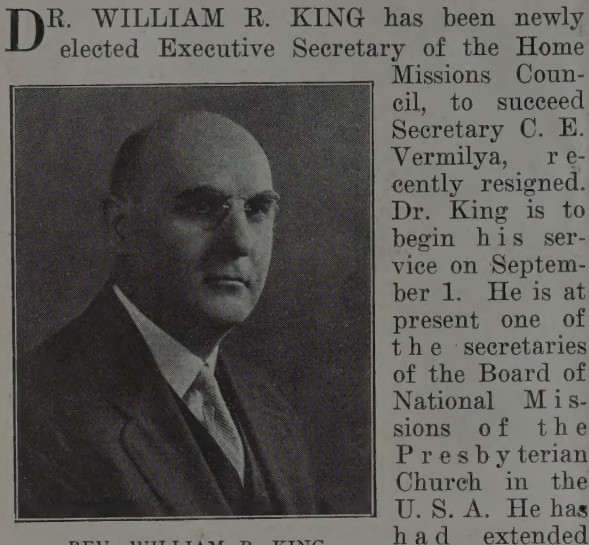 DR. WILLIAM R. KING has been newly
elected Executive Secretary of the Home
Missions Coun-
cil, to succeed
Secretary C. E.
Vermilya, re-
cently resigned.
Dr. King is to
begin his ser-
vice on Septem-
ber 1. He is at
present one of
the secretaries
of the Board of
National Mis-
sions of the
Presbyterian
Church in the
U. S. A. He has
had extended
REV. WILLIAM R. KING